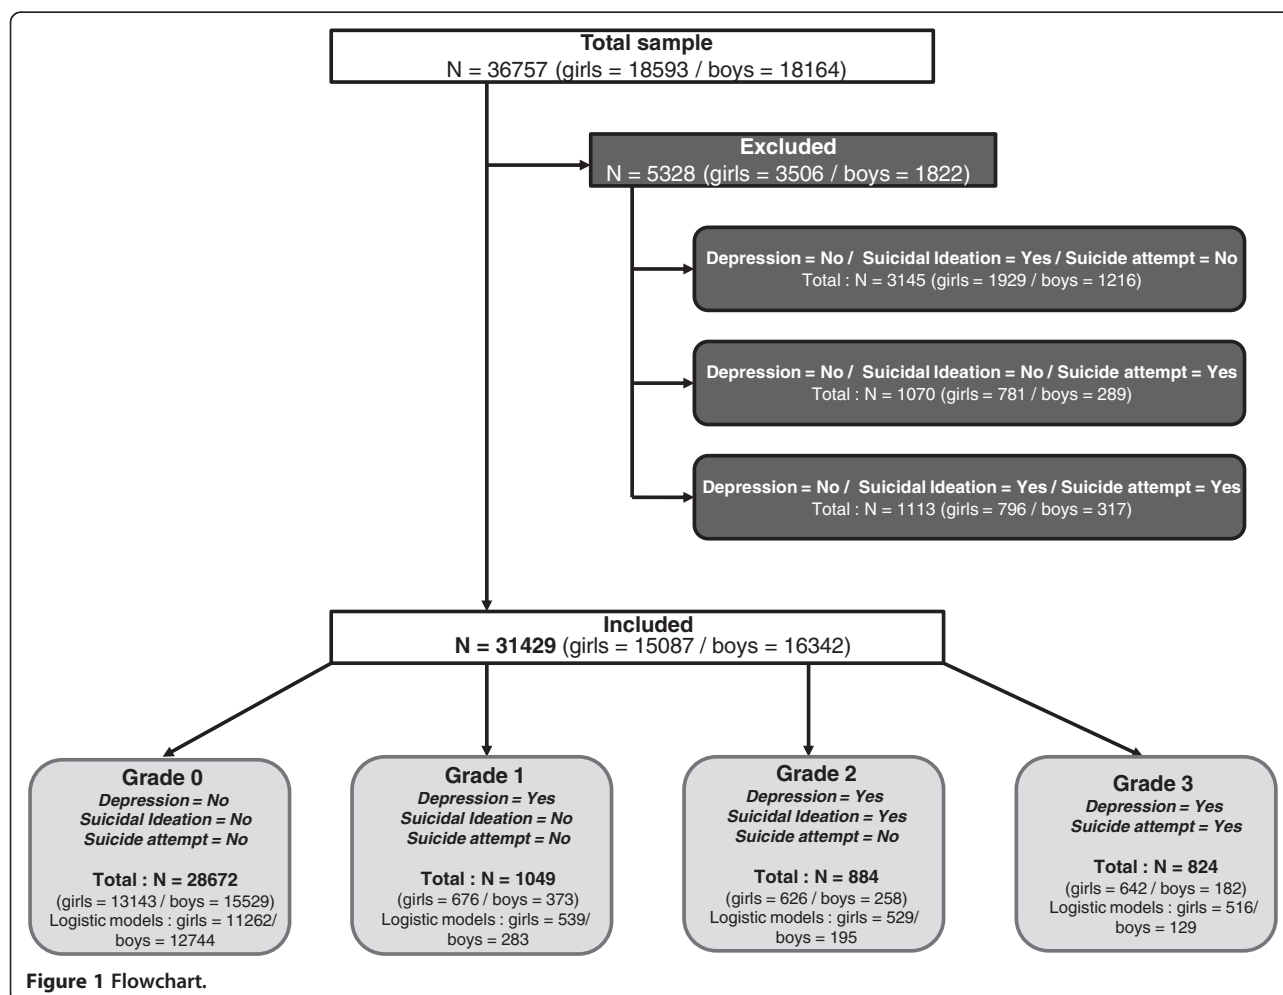 Total sample
N = 36757 (girls = 18593 / boys = 18164)
Excluded
N = 5328 (girls = 3506 / boys = 1822)
Depression = No / Suicidal Ideation = Yes / Suicide attempt = No
Total : N = 3145 (girls = 1929 / boys = 1216)
Depression = No / Suicidal Ideation = No / Suicide attempt = Yes
Total : N = 1070 (girls = 781 / boys = 289)
Depression = No / Suicidal Ideation = Yes / Suicide attempt = Yes
Total : N = 1113 (girls = 796 / boys = 317)
Included
N = 31429 (girls = 15087 / boys = 16342)
Grade 0
Depression = No
Suicidal Ideation = No
Suicide attempt = No
Total : N = 28672
(girls = 13143 / boys = 15529)
Logistic models : girls = 11262/
boys = 12744
Grade 1
Depression = Yes
Suicidal Ideation = No
Suicide attempt = No
Total : N = 1049
(girls = 676 / boys = 373)
Logistic models : girls = 539/
boys = 283
Grade 2
Depression = Yes
Suicidal Ideation = Yes
Suicide attempt = No
Total : N = 884
(girls = 626 / boys = 258)
Logistic models : girls = 529/
boys = 195
Grade 3
Depression = Yes
Suicide attempt = Yes
Total : N = 824
(girls = 642 / boys = 182)
Logistic models : girls = 516/
boys = 129
Figure 1 Flowchart.